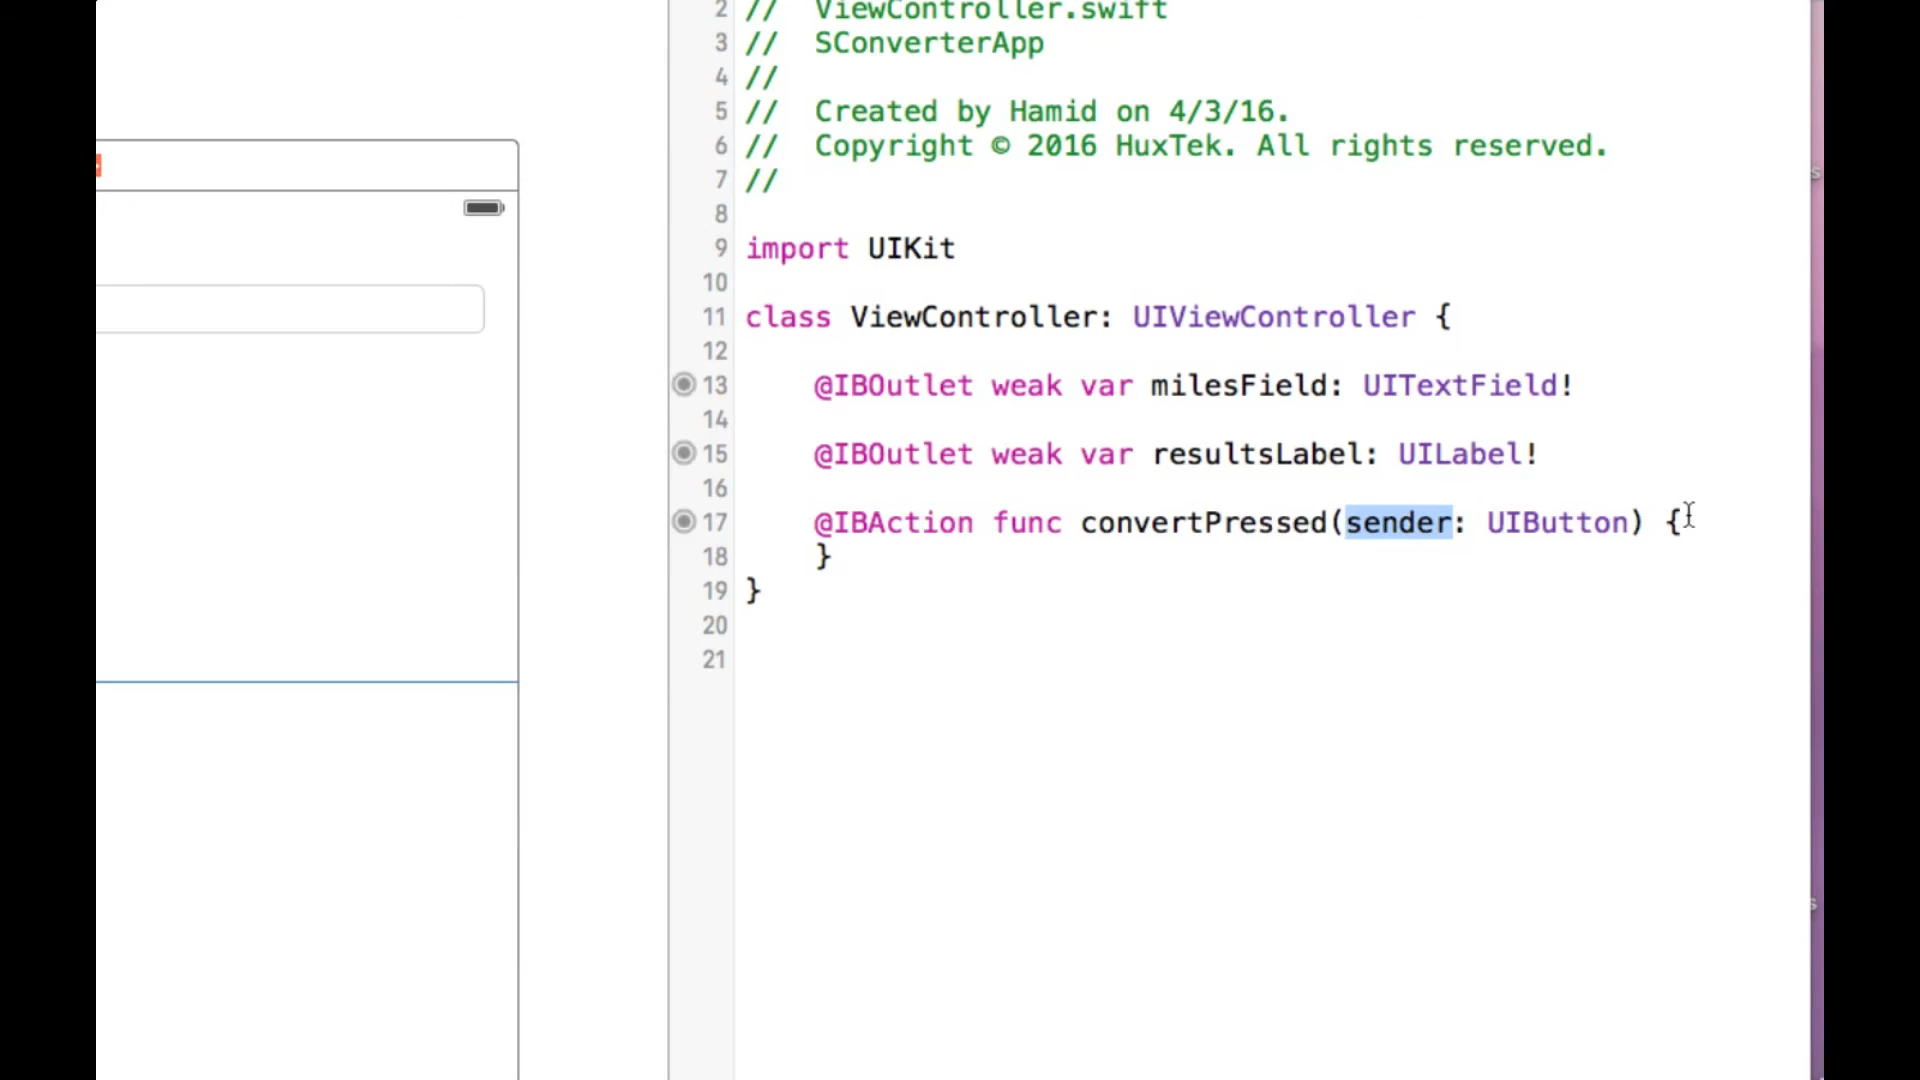 2 //  ViewController.swift
3 //  SConverterApp
4 //
5 //  Created by Hamid on 4/3/16.
6 //  Copyright © 2016 HuxTek. All rights reserved.
7 //
8
9 import UIKit
10
11 class ViewController: UIViewController {
12
13     @IBOutlet weak var milesField: UITextField!
14
15     @IBOutlet weak var resultsLabel: UILabel!
16
17     @IBAction func convertPressed(sender: UIButton) {
18     }
19 }
20
21
s
s